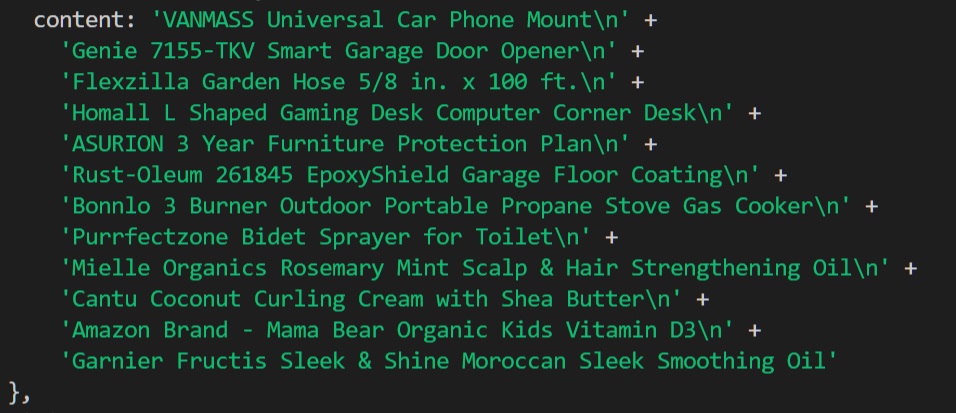 content: 'VANMASS Universal Car Phone Mount\n' +
'Genie 7155-TKV Smart Garage Door Opener\n' +
'Flexzilla Garden Hose 5/8 in. x 100 ft.\n' +
'Homall L Shaped Gaming Desk Computer Corner Desk\n' +
'ASURION 3 Year Furniture Protection Plan\n' +
'Rust-Oleum 261845 EpoxyShield Garage Floor Coating\n' +
'Bonnlo 3 Burner Outdoor Portable Propane Stove Gas Cooker\n' +
'Purrfectzone Bidet Sprayer for Toilet\n' +
'Mielle Organics Rosemary Mint Scalp & Hair Strengthening Oil\n' +
'Cantu Coconut Curling Cream with Shea Butter\n' +
'Amazon Brand - Mama Bear Organic Kids Vitamin D3\n' +
'Garnier Fructis Sleek & Shine Moroccan Sleek Smoothing Oil'
},